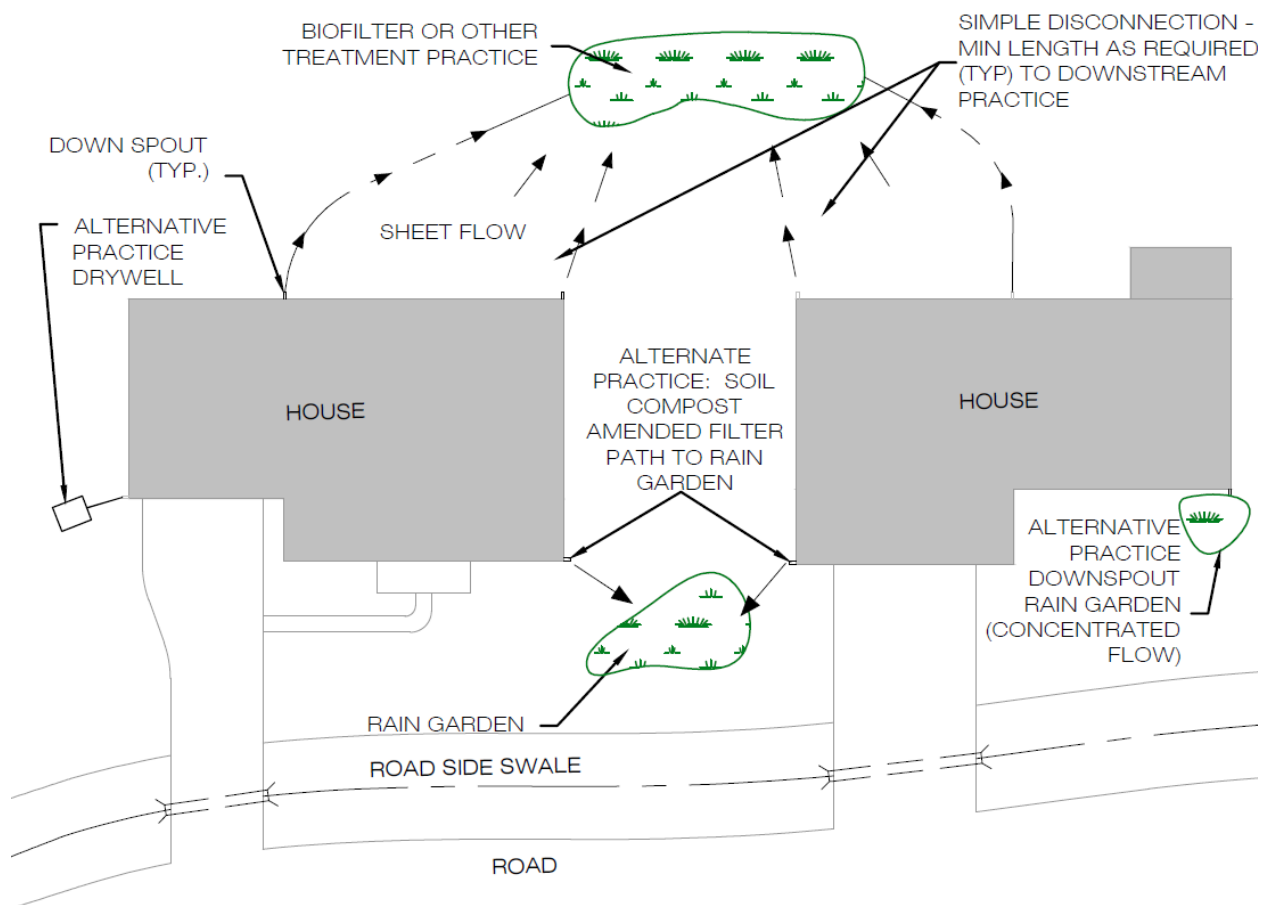 BIOFILTER OR OTHER
TREATMENT PRACTICE
SIMPLE DISCONNECTION -
MIN LENGTH AS REQUIRED
(TYP) TO DOWNSTREAM
PRACTICE
DOWN SPOUT
(TYP.)
ALTERNATIVE
PRACTICE
DRYWELL
SHEET FLOW
HOUSE
ALTERNATE
PRACTICE: SOIL
COMPOST
AMENDED FILTER
PATH TO RAIN
GARDEN
HOUSE
ALTERNATIVE
PRACTICE
DOWNSPOUT
RAIN GARDEN
(CONCENTRATED
FLOW)
RAIN GARDEN
ROAD SIDE SWALE
ROAD